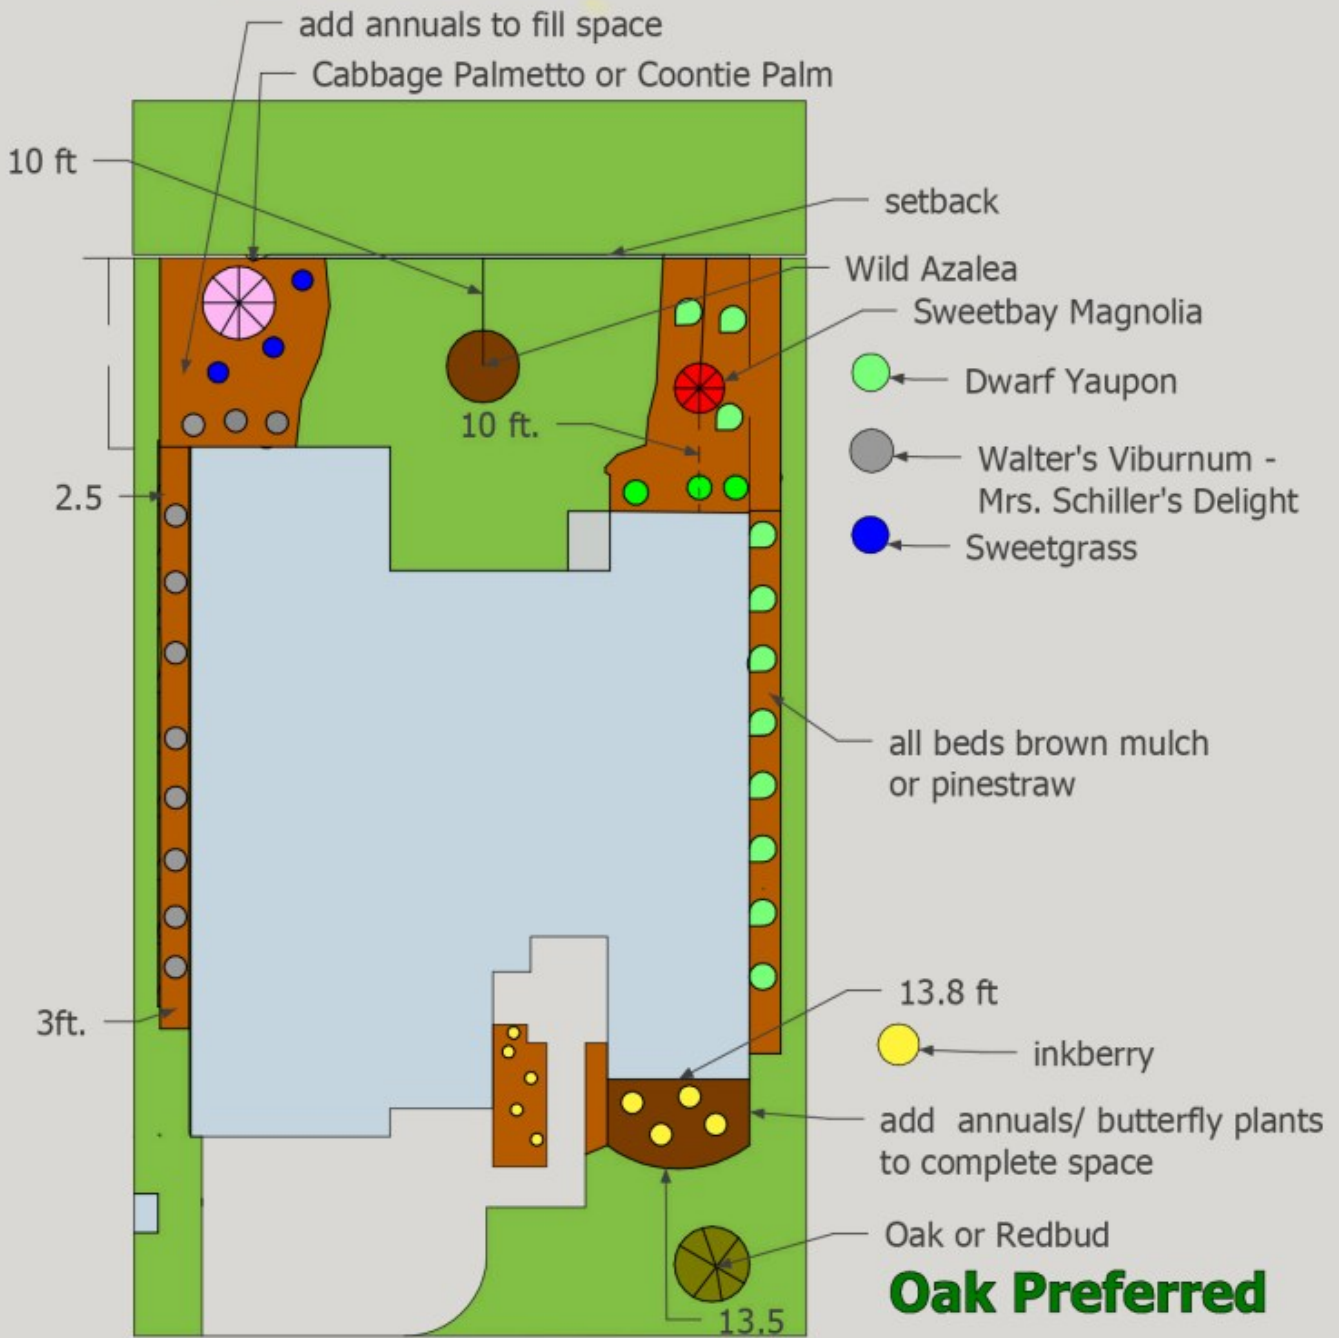 add annuals to fill space
Cabbage Palmetto or Coontie Palm
10 ft
setback
Wild Azalea
Sweetbay Magnolia
Dwarf Yaupon
10 ft.
Walter's Viburnum -
Mrs. Schiller's Delight
2.5
Sweetgrass
all beds brown mulch
or pinestraw
13.8 ft
3ft.
inkberry
add annuals/ butterfly plants
to complete space
Oak or Redbud
Oak Preferred
13.5